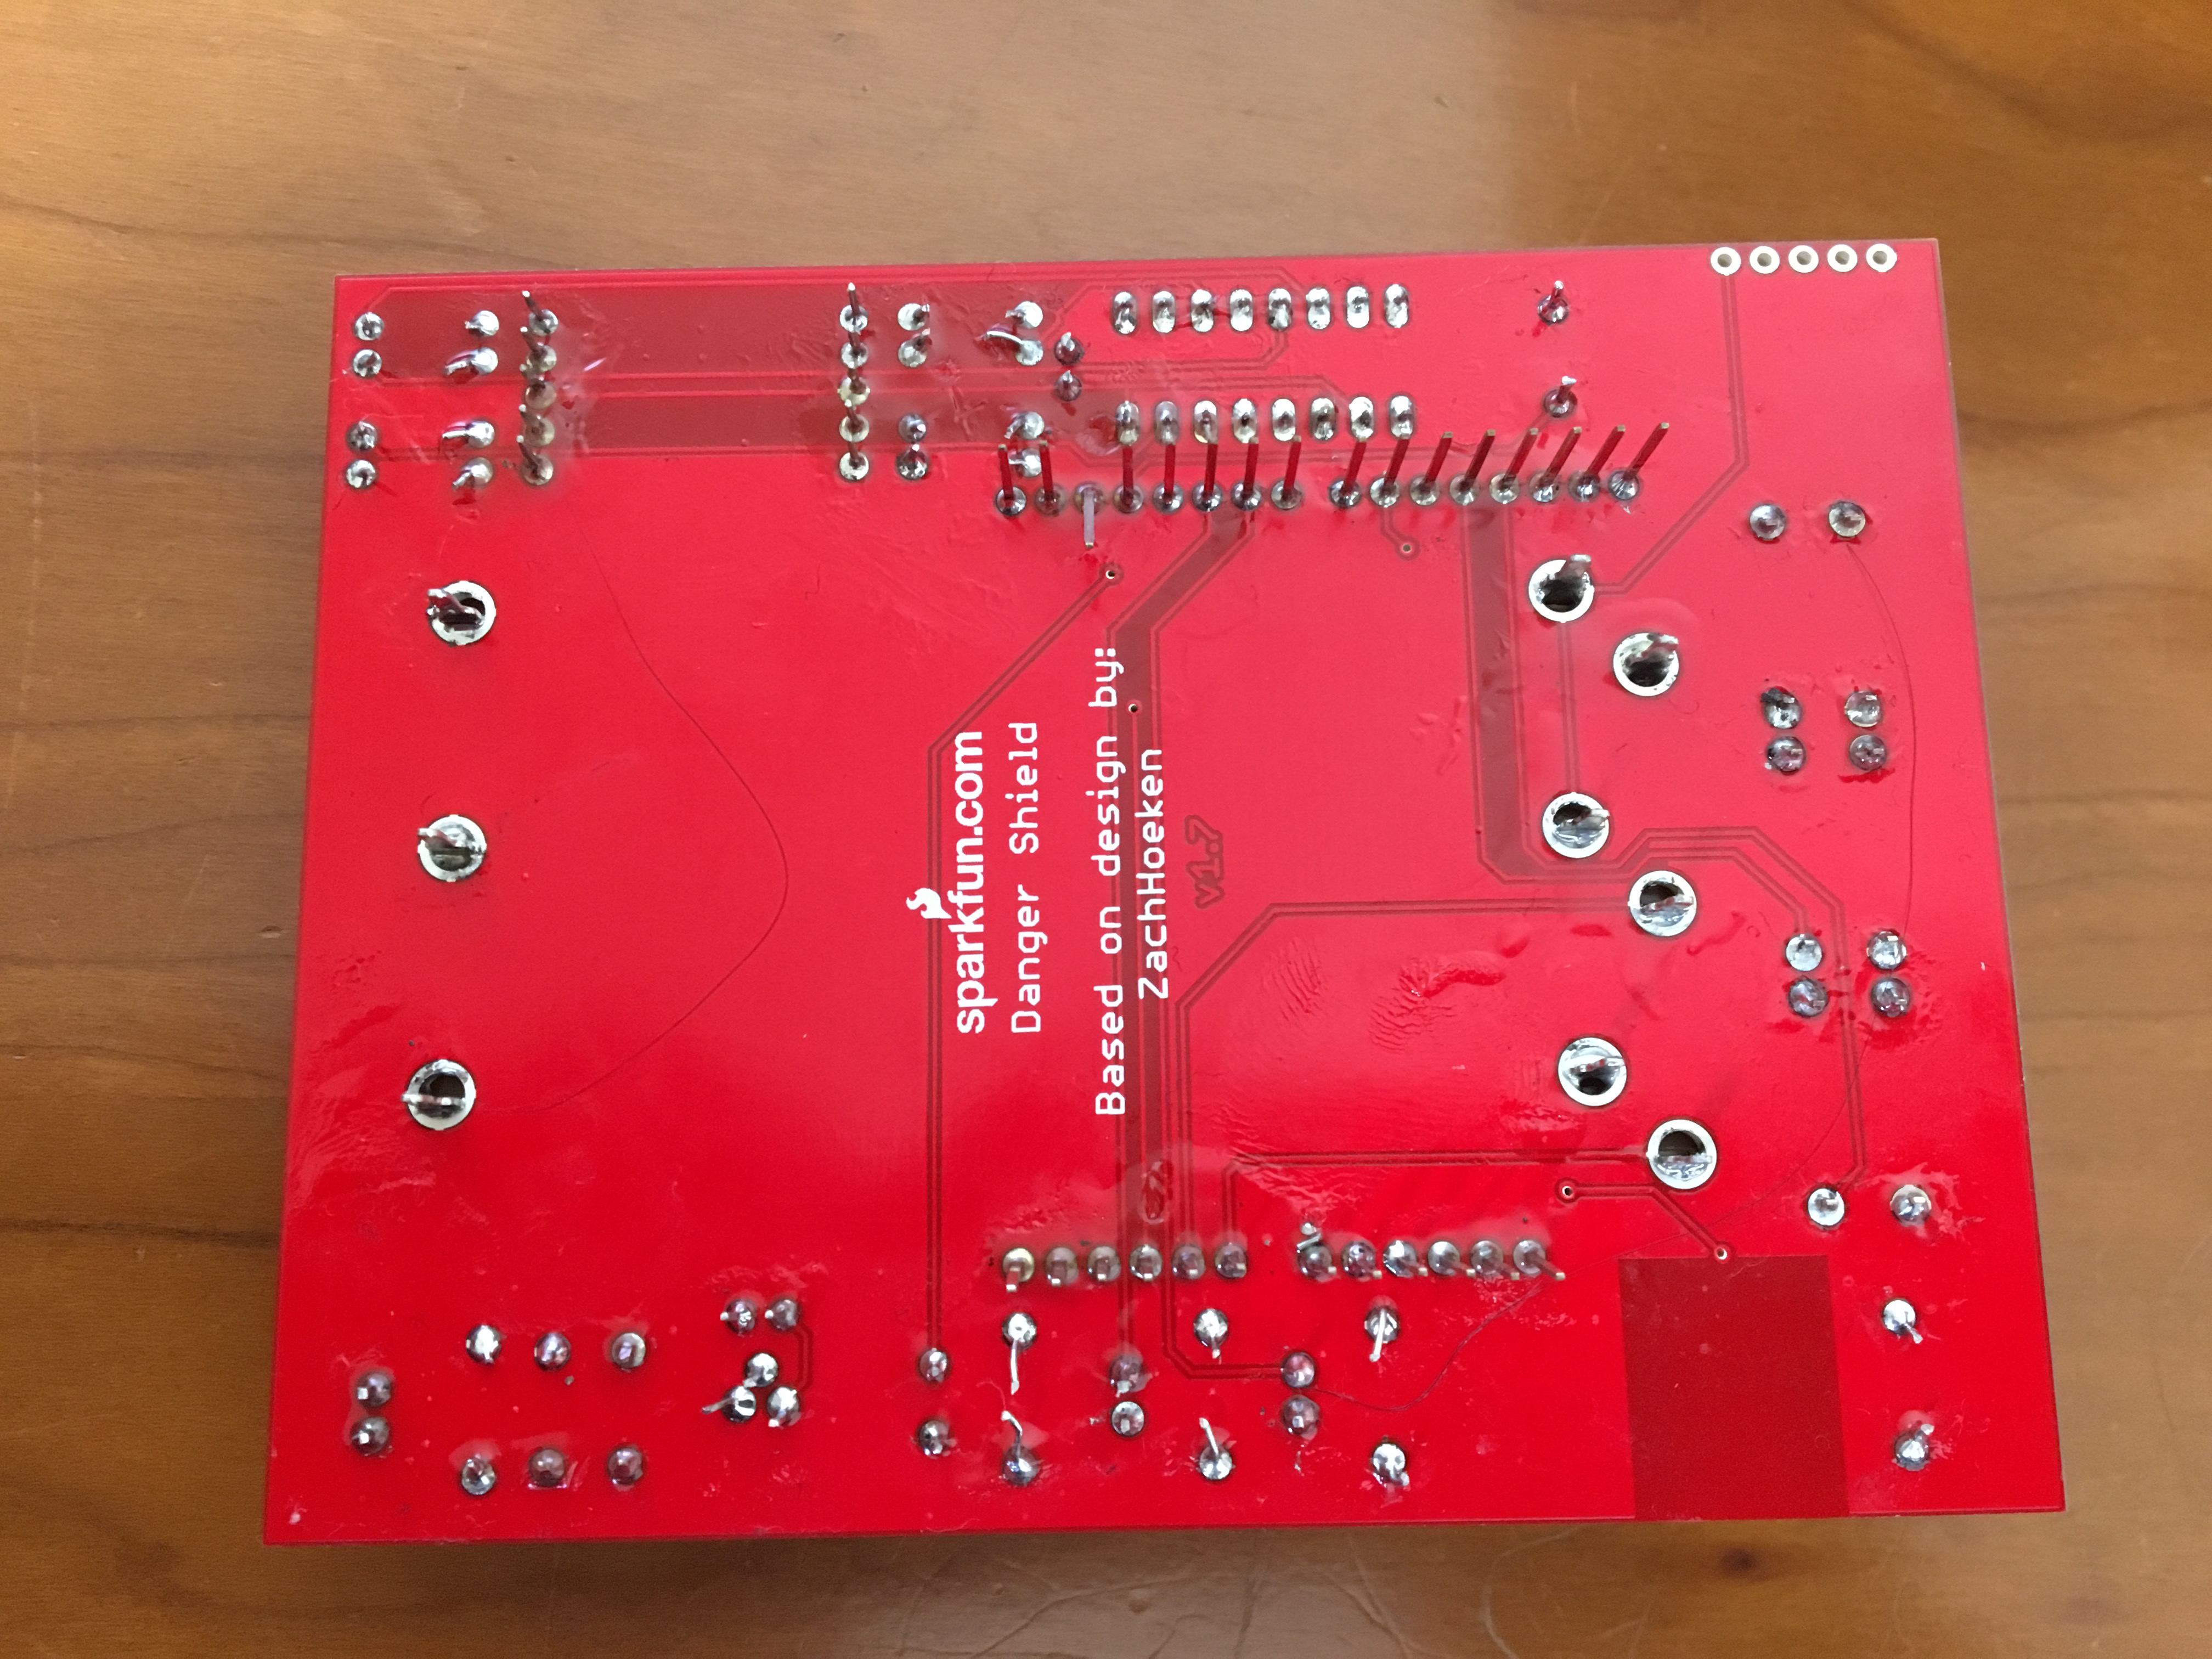 sparkfun.com
Danger Shield
Based on design by:
ZachHoeken
v1.7